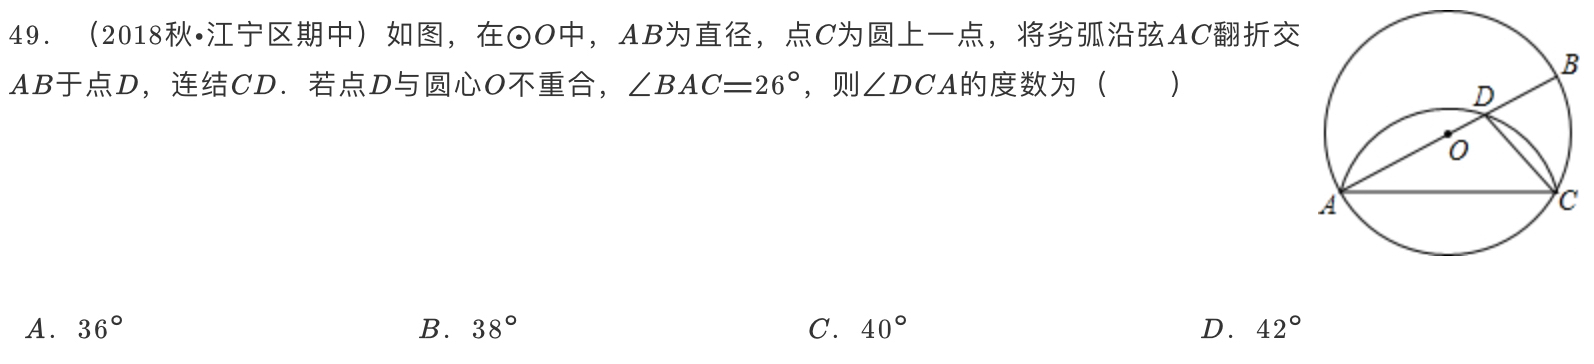 49. （2018秋•江宁区期中）如图，在⊙O中，AB为直径，点C为圆上一点，将劣弧沿弦AC翻折交
AB于点D，连结CD．若点D与圆心O不重合，∠BAC＝26°，则∠DCA的度数为（　　）
B
D
O
A
C
A．36°
B．38°
C．40°
D．42°